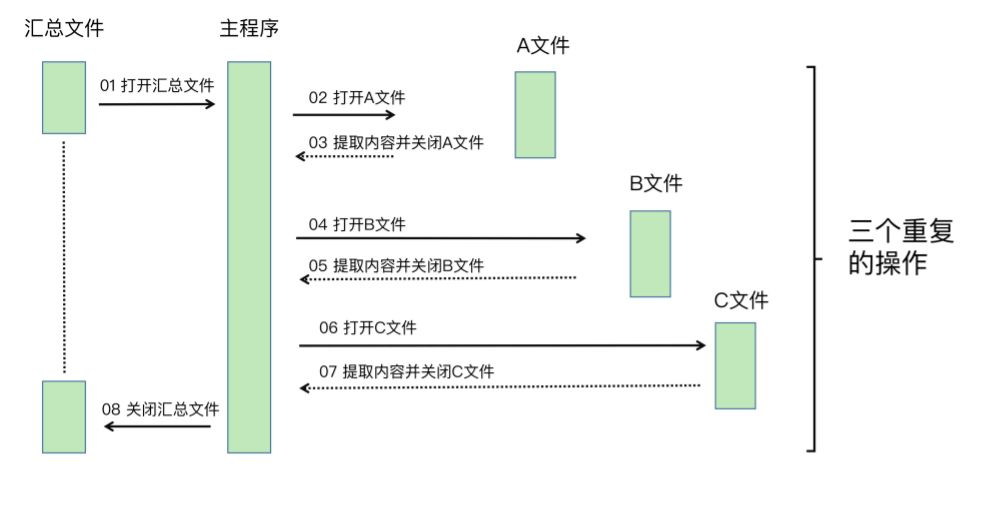 汇总文件
主程序
A文件
01 打开汇总文件
02 打开A文件
03 提取内容并关闭A文件
B文件
04 打开B文件
05 提取内容并关闭B文件
三个重复
的操作
C文件
06 打开C文件
07 提取内容并关闭C文件
08 关闭汇总文件